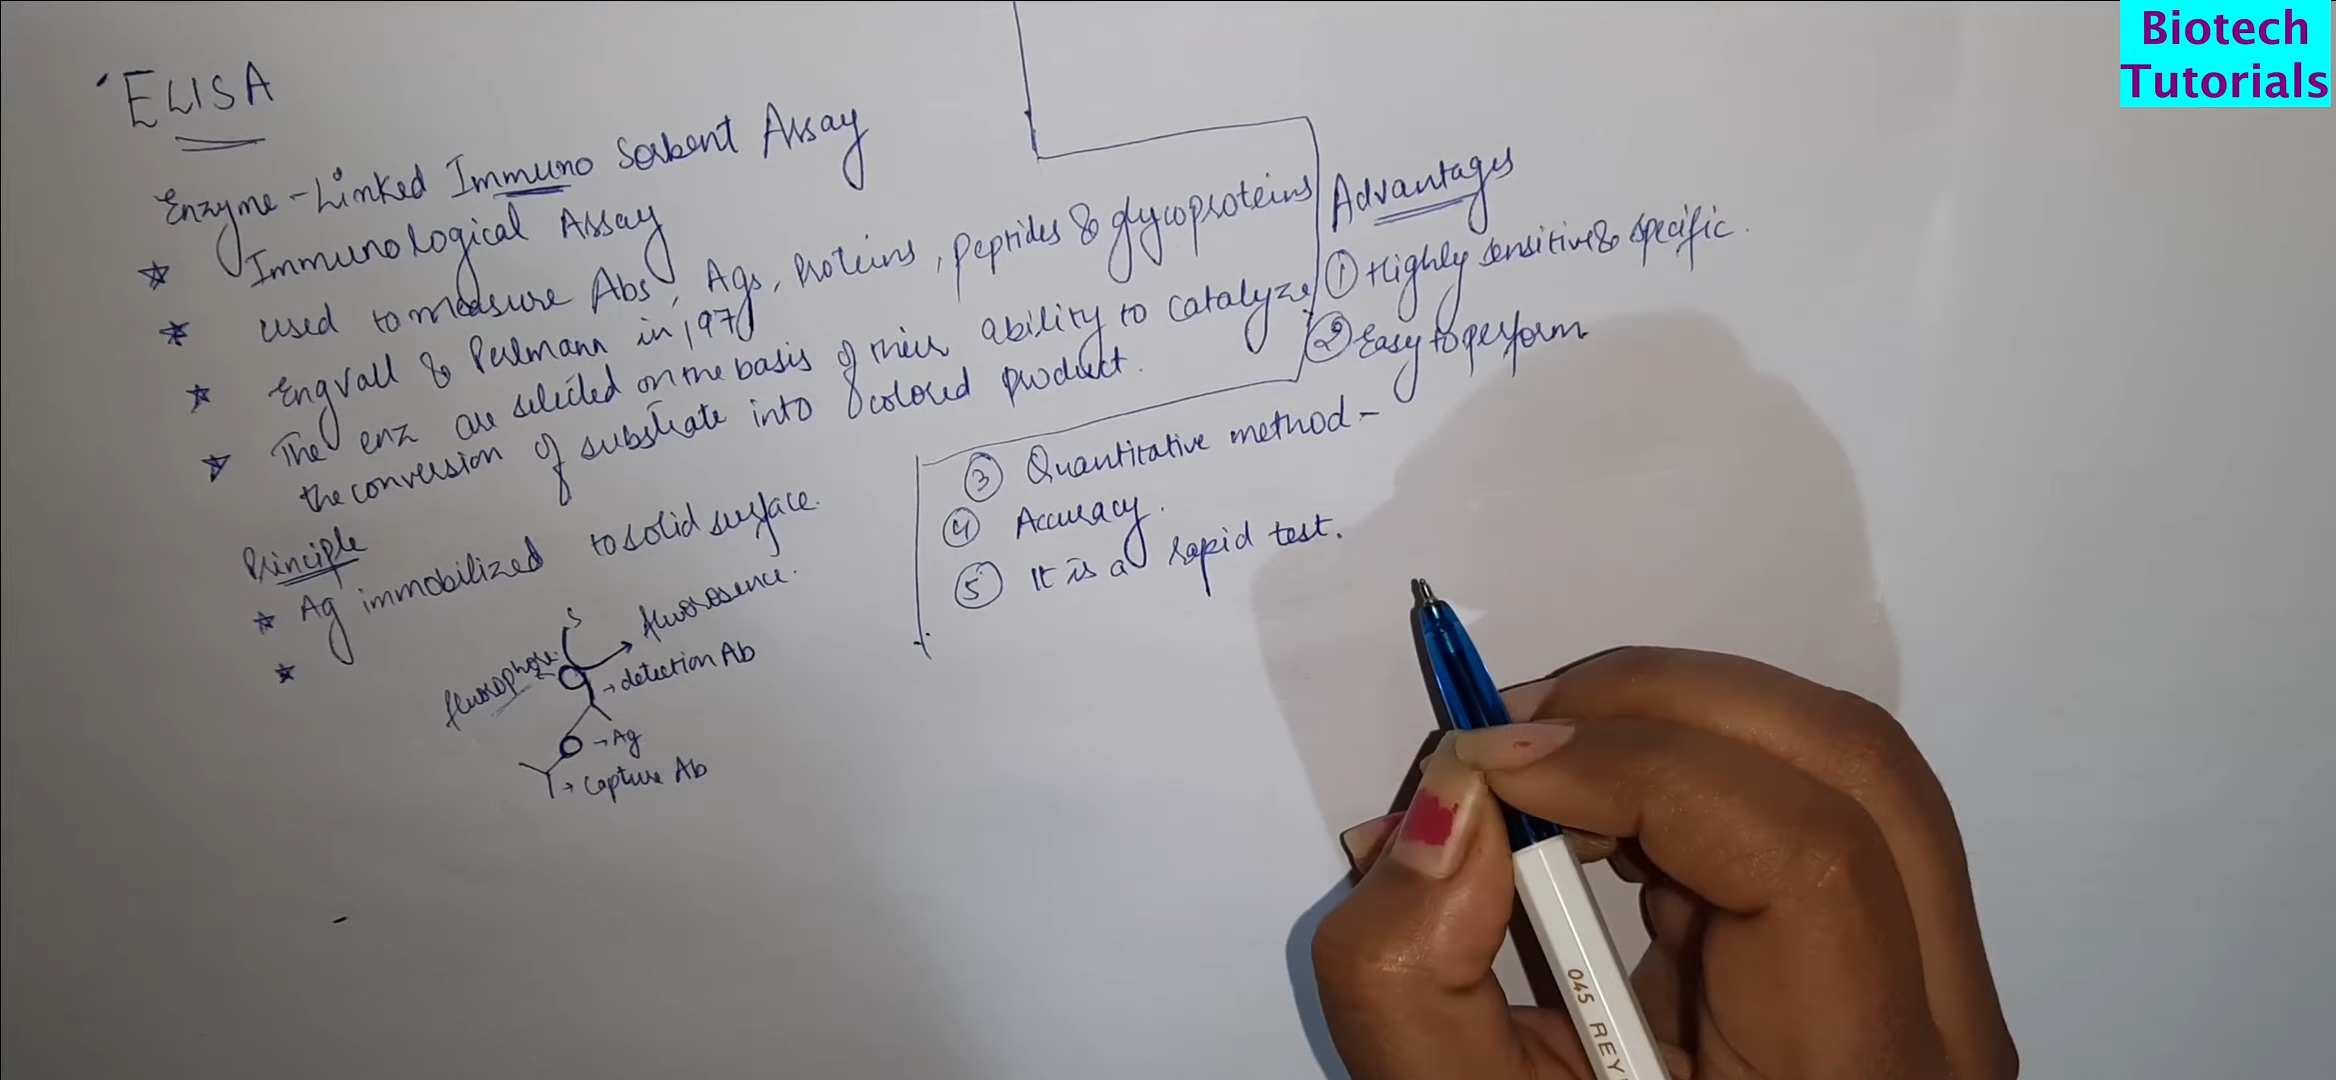 ELISA
Enzyme-Linked Immuno Sorbent Assay
* Immunological Assay
* used to measure Abs, Ags, Proteins, Peptides & glycoproteins
* Engvall & Perlmann in 197
* The enz are selected on the basis of their ability to catalyze
the conversion of substrate into colored product.
Principle
* Ag immobilized to solid surface.
*
S
fluorosence.
fluorophore
→ detection Ab
→ Ag
→ capture Ab
Advantages
① Highly sensitive & specific.
② Easy to perform
③ Quantitative method -
④ Accuracy.
⑤ It is a rapid test.
Biotech
Tutorials
045 REY